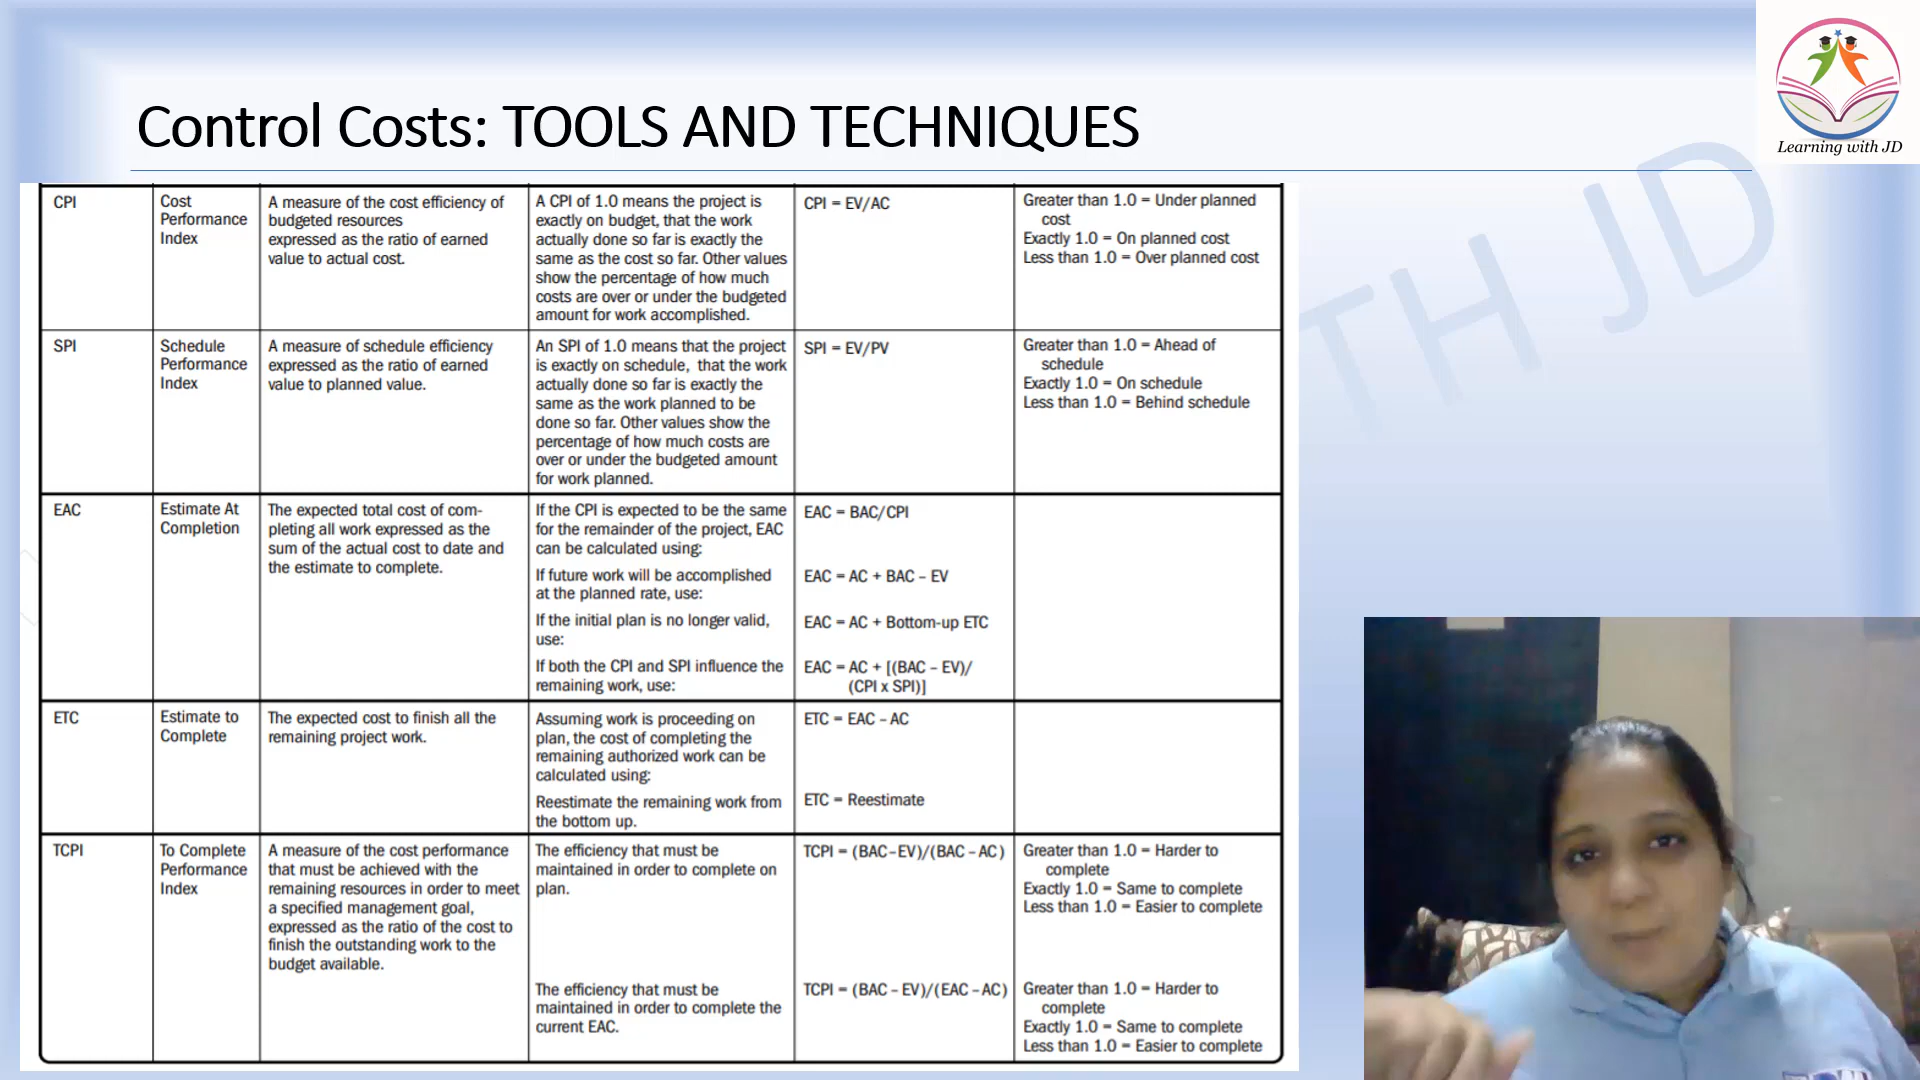 Control Costs: TOOLS AND TECHNIQUES
Learning with JD
CPI
Cost
Performance
Index
A measure of the cost efficiency of
budgeted resources
expressed as the ratio of earned
value to actual cost.
A CPI of 1.0 means the project is
exactly on budget, that the work
actually done so far is exactly the
same as the cost so far. Other values
show the percentage of how much
costs are over or under the budgeted
amount for work accomplished.
CPI = EV/AC
Greater than 1.0 = Under planned
cost
Exactly 1.0 = On planned cost
Less than 1.0 = Over planned cost
SPI
Schedule
Performance
Index
A measure of schedule efficiency
expressed as the ratio of earned
value to planned value.
An SPI of 1.0 means that the project
is exactly on schedule, that the work
actually done so far is exactly the
same as the work planned to be
done so far. Other values show the
percentage of how much costs are
over or under the budgeted amount
for work planned.
SPI = EV/PV
Greater than 1.0 = Ahead of
schedule
Exactly 1.0 = On schedule
Less than 1.0 = Behind schedule
EAC
Estimate At
Completion
The expected total cost of com-
pleting all work expressed as the
sum of the actual cost to date and
the estimate to complete.
If the CPI is expected to be the same
for the remainder of the project, EAC
can be calculated using:
EAC = BAC/CPI
If future work will be accomplished
at the planned rate, use:
EAC = AC + BAC – EV
If the initial plan is no longer valid,
use:
EAC = AC + Bottom-up ETC
If both the CPI and SPI influence the
remaining work, use:
EAC = AC + [(BAC – EV)/
(CPI x SPI)]
ETC
Estimate to
Complete
The expected cost to finish all the
remaining project work.
Assuming work is proceeding on
plan, the cost of completing the
remaining authorized work can be
calculated using:
ETC = EAC – AC
Reestimate the remaining work from
the bottom up.
ETC = Reestimate
TCPI
To Complete
Performance
Index
A measure of the cost performance
that must be achieved with the
remaining resources in order to meet
a specified management goal,
expressed as the ratio of the cost to
finish the outstanding work to the
budget available.
The efficiency that must be
maintained in order to complete on
plan.
TCPI = (BAC–EV)/(BAC – AC)
Greater than 1.0 = Harder to
complete
Exactly 1.0 = Same to complete
Less than 1.0 = Easier to complete
The efficiency that must be
maintained in order to complete the
current EAC.
TCPI = (BAC – EV)/(EAC – AC)
Greater than 1.0 = Harder to
complete
Exactly 1.0 = Same to complete
Less than 1.0 = Easier to complete
TH JD